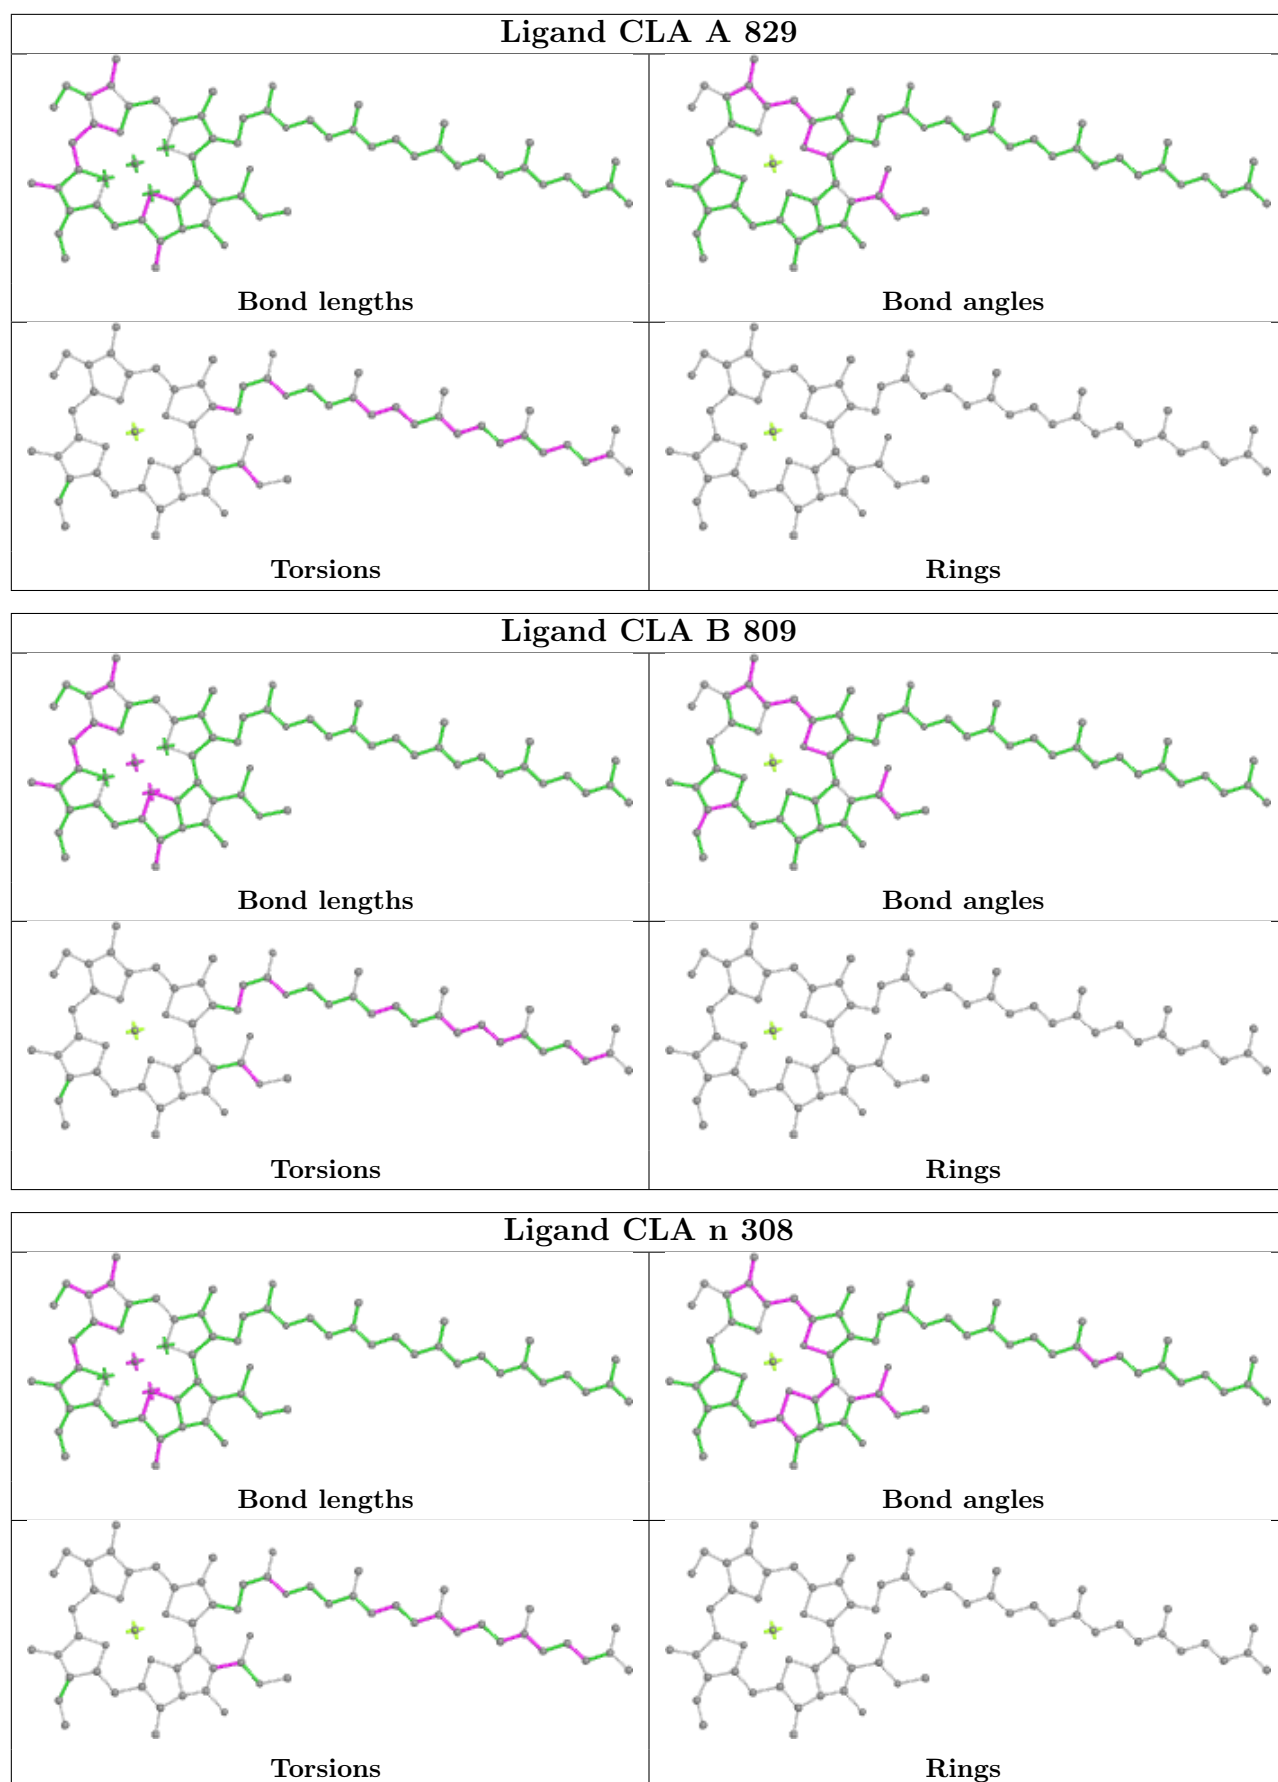 Ligand CLA A 829
Bond lengths
Bond angles
Torsions
Rings
Ligand CLA B 809
Bond lengths
Bond angles
Torsions
Rings
Ligand CLA n 308
Bond lengths
Bond angles
Torsions
Rings